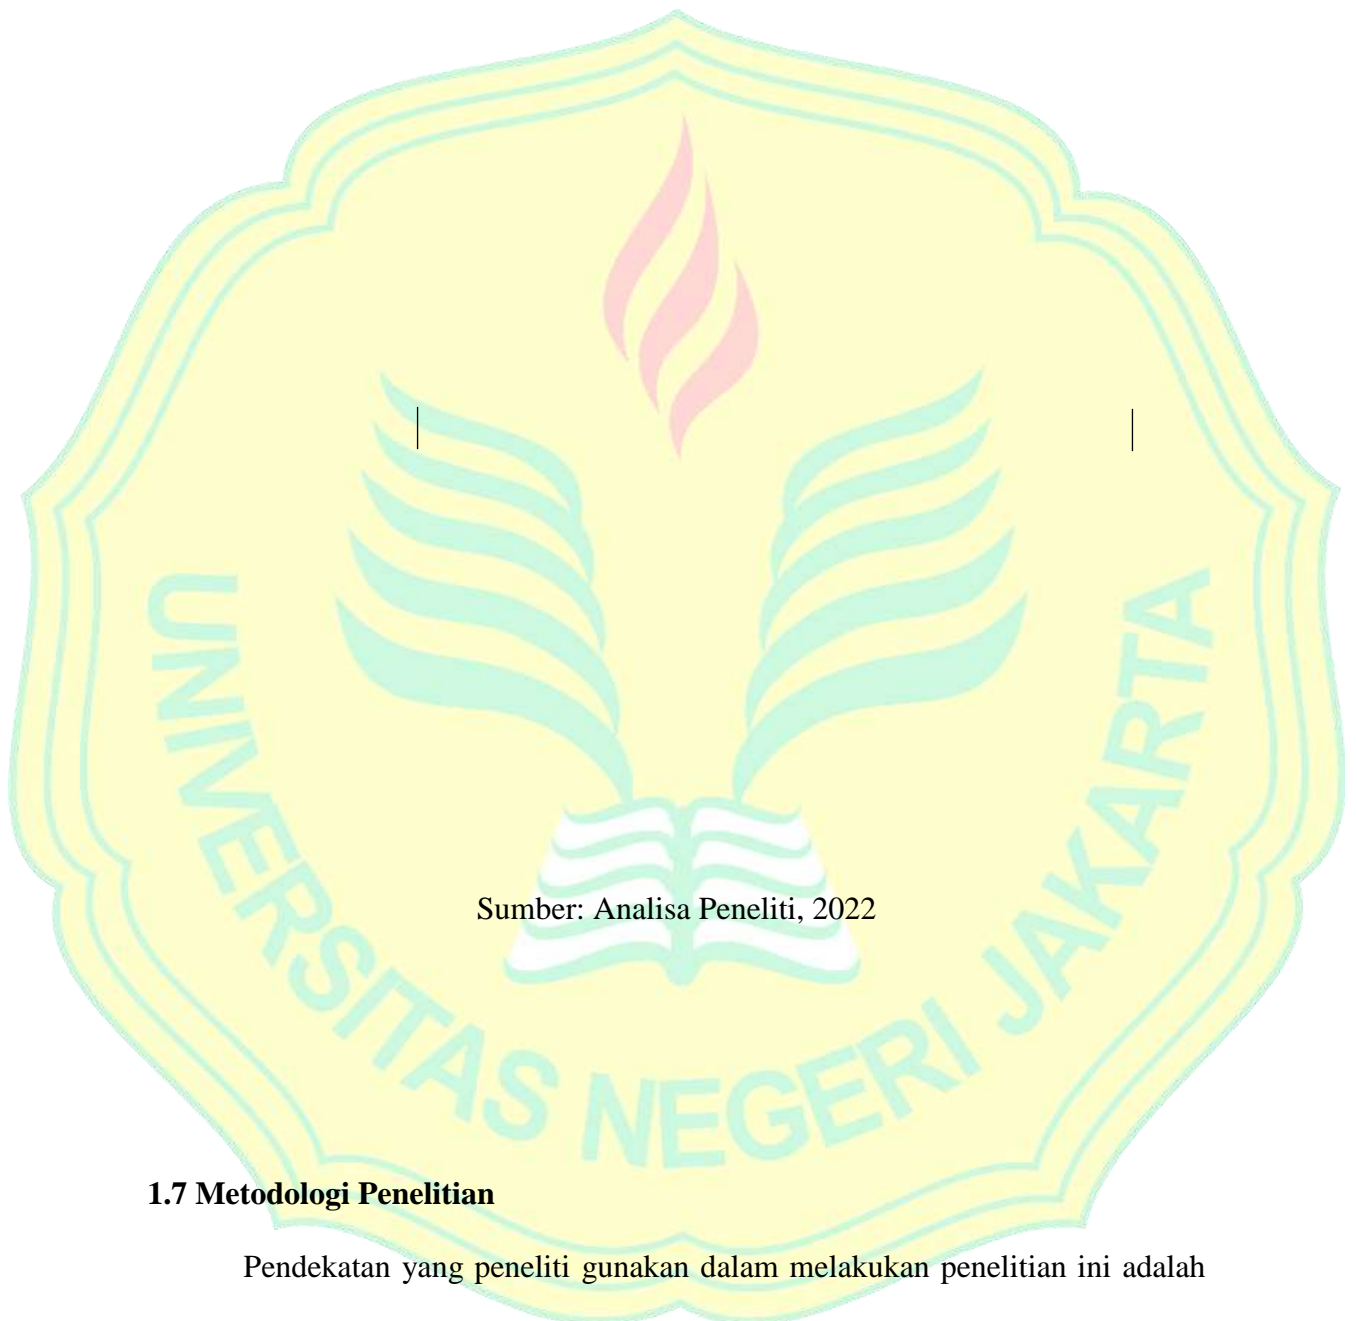 Sumber: Analisa Peneliti, 2022
UNIVERSITAS NEGERI JAKARTA
1.7 Metodologi Penelitian
Pendekatan yang peneliti gunakan dalam melakukan penelitian ini adalah